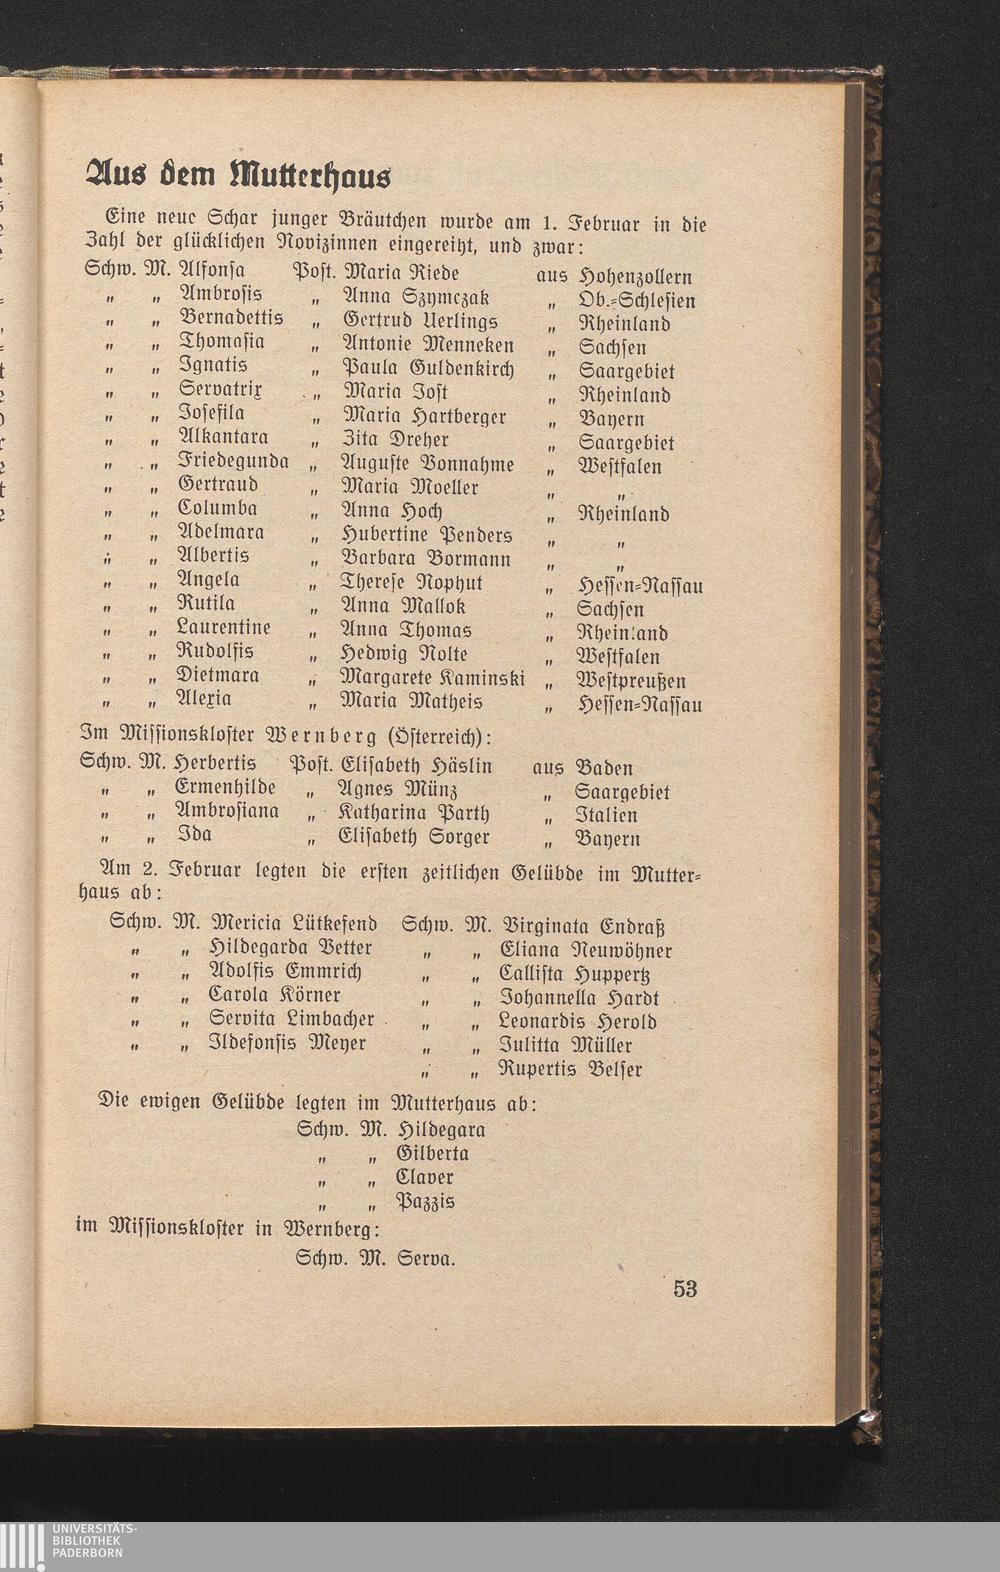 Aus dem Mutterhaus
Eine neue Schar junger Bräutchen wurde am 1. Februar in die
Zahl der glücklichen Novizinnen eingereiht, und zwar:
Schw. M. Alfonsa Post. Maria Riede aus Hohenzollern
„ „ Ambrosis „ Anna Szymczak „ Ob.-Schlesien
„ „ Bernadettis „ Gertrud Uerlings „ Rheinland
„ „ Thomasia „ Antonie Menneken „ Sachsen
„ „ Ignatis „ Paula Guldenkirch „ Saargebiet
„ „ Servatrix „ Maria Jost „ Rheinland
„ „ Josefila „ Maria Hartberger „ Bayern
„ „ Alkantara „ Zita Dreher „ Saargebiet
„ „ Friedegunda „ Auguste Vonnahme „ Westfalen
„ „ Gertraud „ Maria Moeller „ „
„ „ Columba „ Anna Hoch „ Rheinland
„ „ Adelmara „ Hubertine Penders „ „
„ „ Albertis „ Barbara Bormann „ „
„ „ Angela „ Therese Nophut „ Hessen-Nassau
„ „ Rutila „ Anna Mallok „ Sachsen
„ „ Laurentine „ Anna Thomas „ Rheinland
„ „ Rudolfis „ Hedwig Nolte „ Westfalen
„ „ Dietmara „ Margarete Kaminski „ Westpreußen
„ „ Alexia „ Maria Matheis „ Hessen-Nassau
Im Missionskloster Wernberg (Österreich):
Schw. M. Herbertis Post. Elisabeth Häslin aus Baden
„ „ Ermenhilde „ Agnes Münz „ Saargebiet
„ „ Ambrosiana „ Katharina Parth „ Italien
„ „ Ida „ Elisabeth Sorger „ Bayern
Am 2. Februar legten die ersten zeitlichen Gelübde im Mutter-
haus ab:
Schw. M. Mericia Lütkefend Schw. M. Virginata Endraß
„ „ Hildegarda Vetter „ „ Eliana Neuwöhner
„ „ Adolfis Emmrich „ „ Callista Huppertz
„ „ Carola Körner „ „ Johannella Hardt
„ „ Servita Limbacher „ „ Leonardis Herold
„ „ Ildefonsis Meyer „ „ Julitta Müller
„ „ Rupertis Belser
Die ewigen Gelübde legten im Mutterhaus ab:
Schw. M. Hildegara
„ „ Gilberta
„ „ Claver
„ „ Pazzis
im Missionskloster in Wernberg:
Schw. M. Serva.
53
UNIVERSITÄTS-
BIBLIOTHEK
PADERBORN